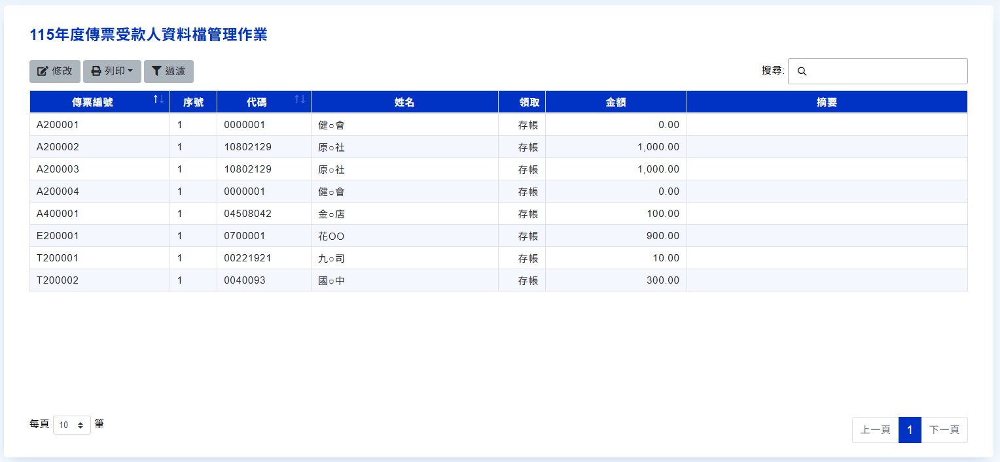 115年度傳票受款人資料檔管理作業
修改 列印 過濾 搜尋:
傳票編號 序號 代碼 姓名 領取 金額 摘要
A200001 1 0000001 健○會 存帳 0.00
A200002 1 10802129 原○社 存帳 1,000.00
A200003 1 10802129 原○社 存帳 1,000.00
A200004 1 0000001 健○會 存帳 0.00
A400001 1 04508042 金○店 存帳 100.00
E200001 1 0700001 花OO 存帳 900.00
T200001 1 00221921 九○司 存帳 10.00
T200002 1 0040093 國○中 存帳 300.00
每頁 10 筆 上一頁 1 下一頁